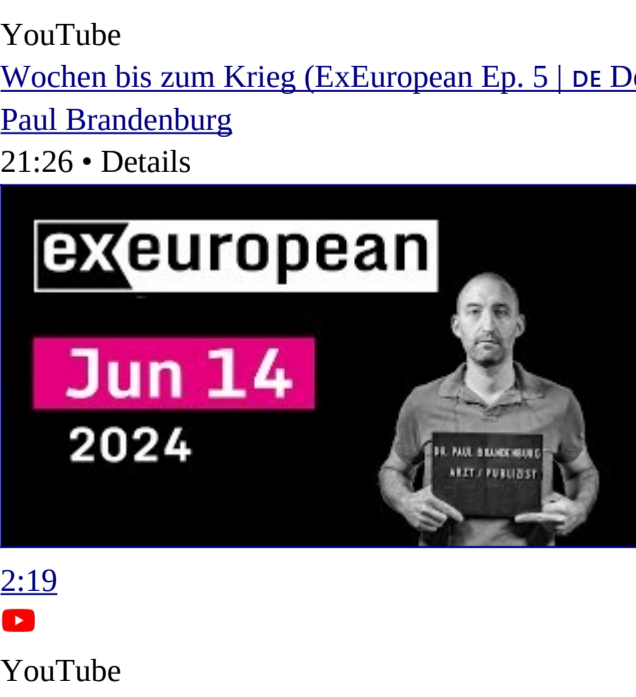 YouTube
Wochen bis zum Krieg (ExEuropean Ep. 5 | DE De
Paul Brandenburg
21:26 • Details
exeuropean
Jun 14
2024
DR. PAUL BRANDENBURG
ARZT / PUBLIZIST
2:19
YouTube